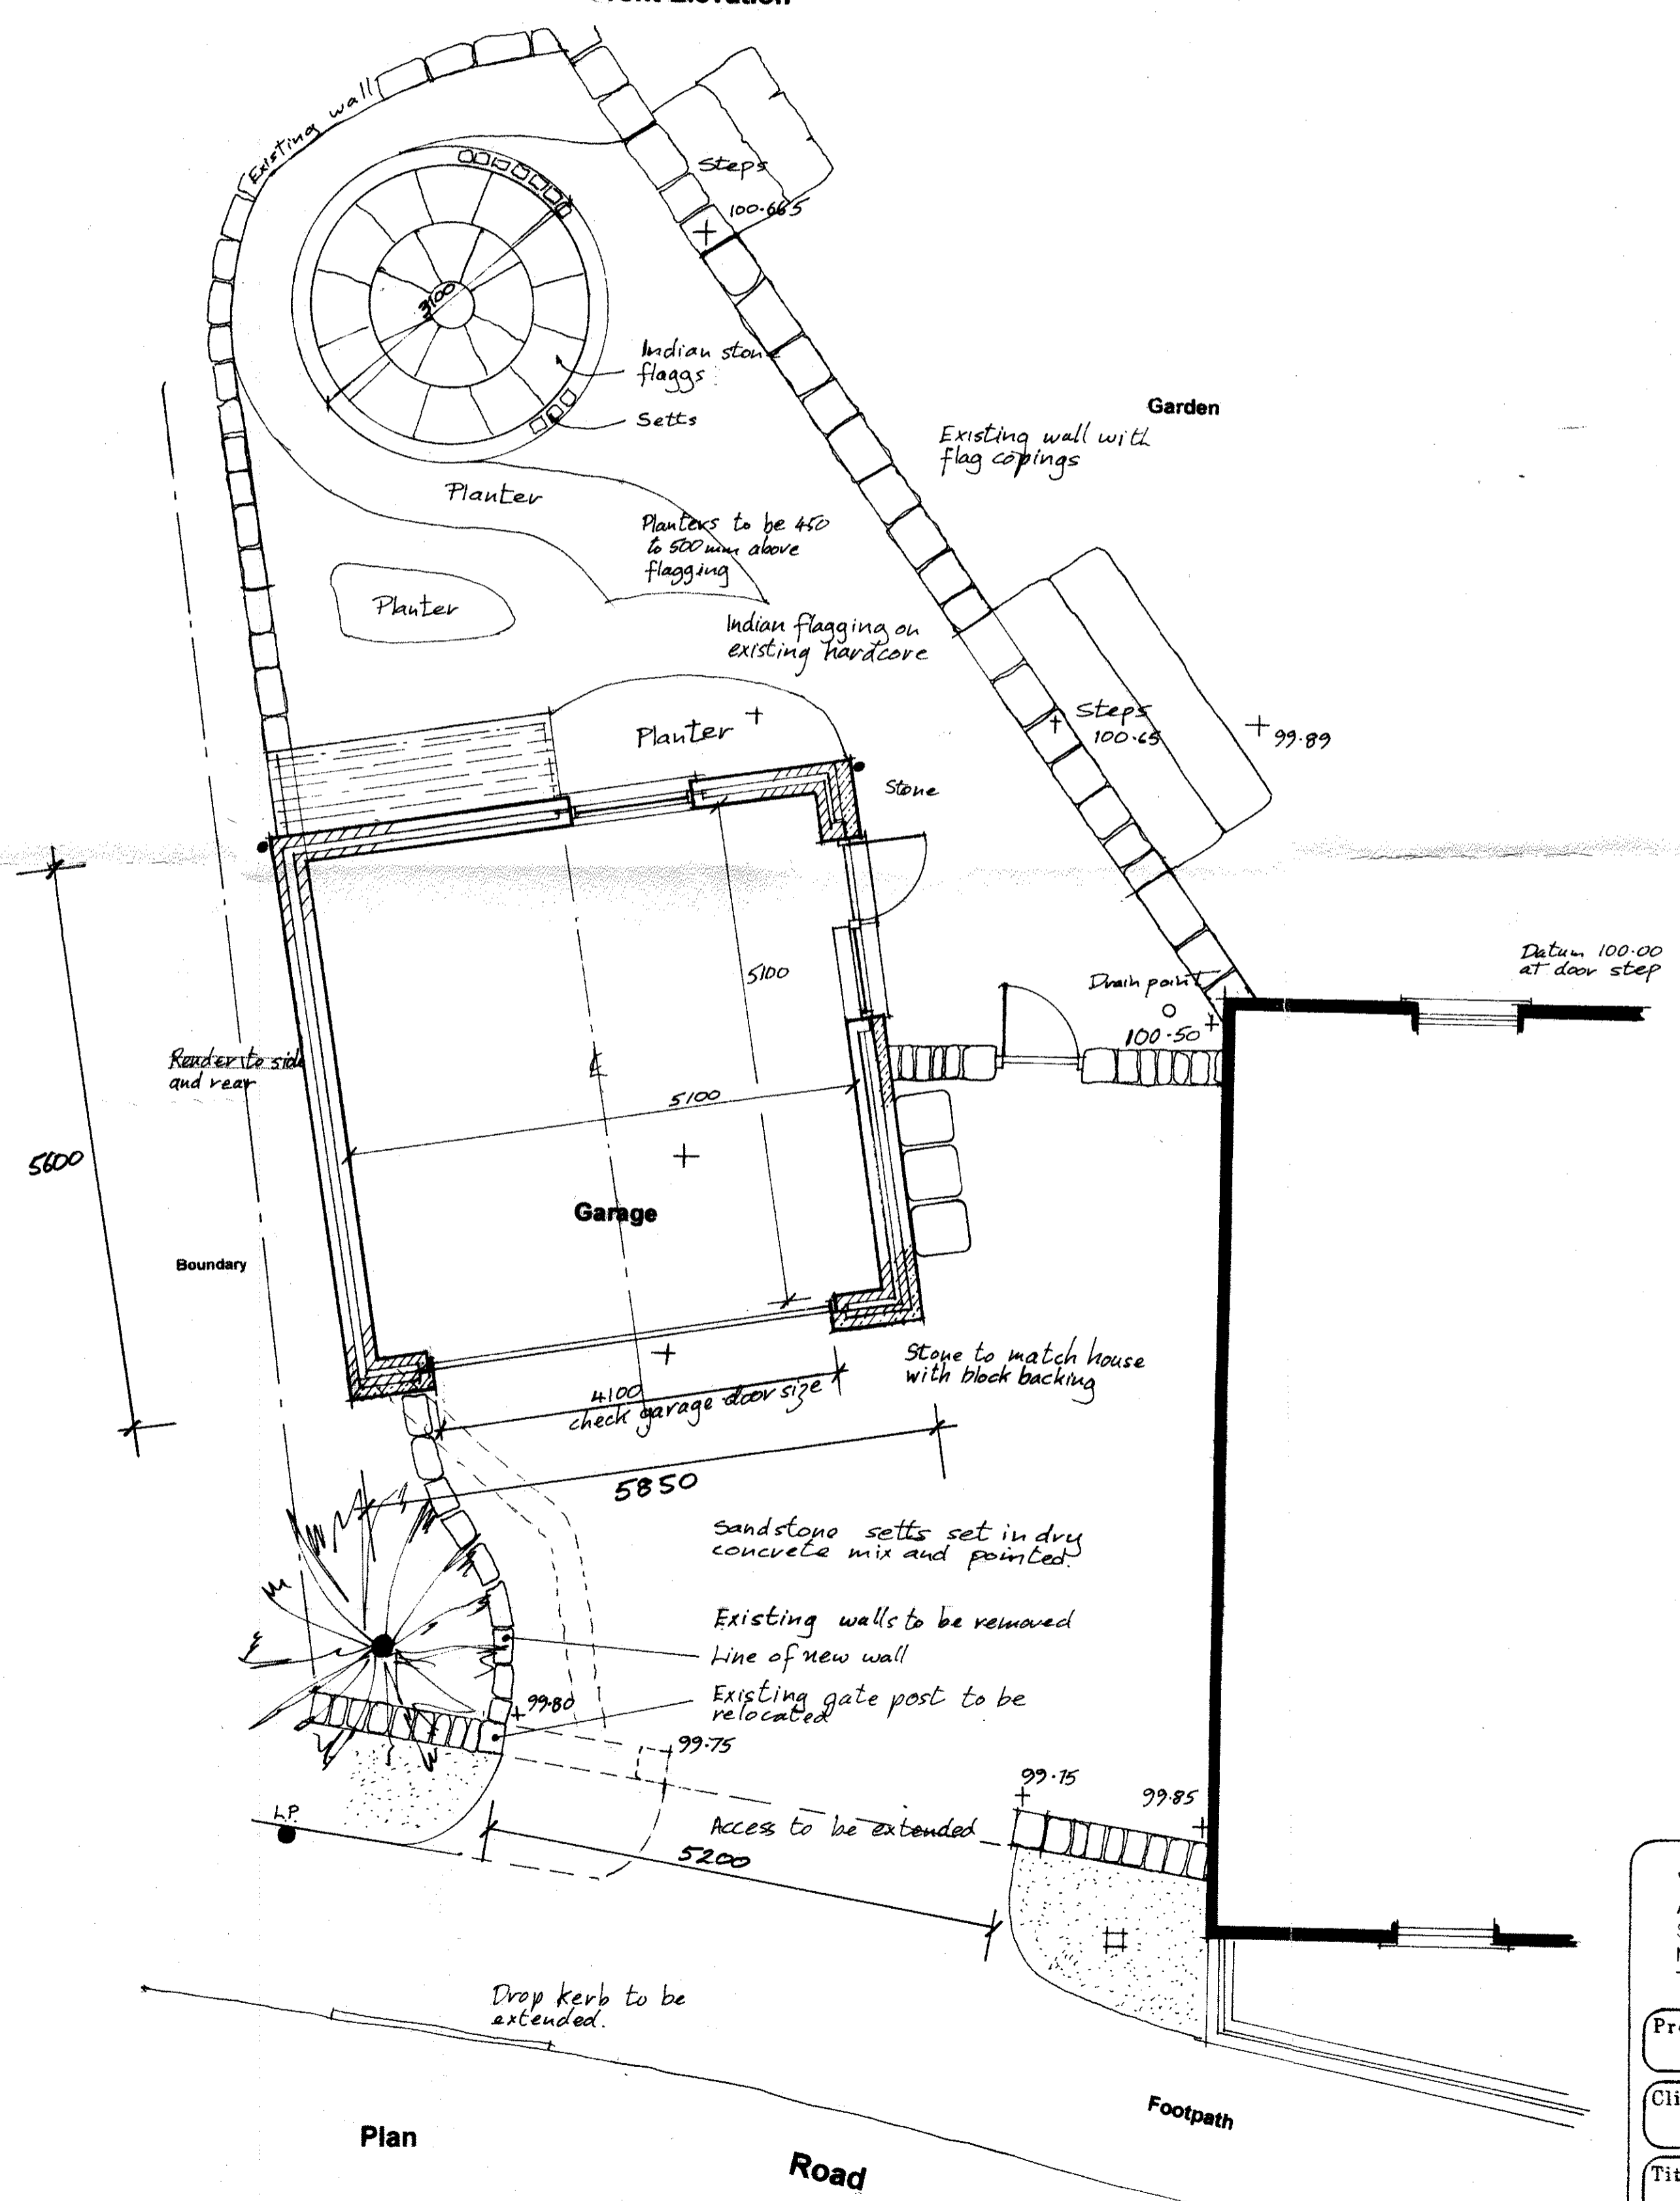 Front Elevation
Existing wall
Steps
100.665
3100
Indian stone
flaggs
Setts
Garden
Existing wall with
flag copings
Planter
Planters to be 450
to 500mm above
flagging
Planter
Indian flagging on
existing hardcore
Planter
Steps
100.65
99.89
Stone
Datum 100.00
at door step
5100
Drain point
100.50
Render to side
and rear
5100
5600
Garage
Boundary
Stone to match house
with block backing
4100
check garage door size
5850
Sandstone setts set in dry
concrete mix and pointed.
Existing walls to be removed
Line of new wall
Existing gate post to be
relocated
99.80
99.75
99.75
99.85
L.P.
Access to be extended
5200
Drop kerb to be
extended.
Footpath
Plan
Road